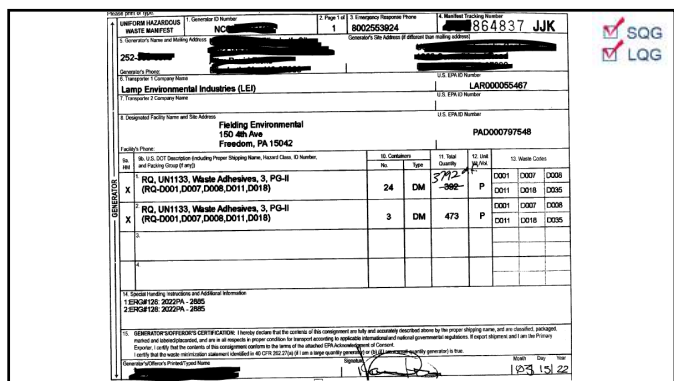 Please print or type.
UNIFORM HAZARDOUS WASTE MANIFEST
1. Generator ID Number
NC
2. Page 1 of
1
3. Emergency Response Phone
8002553924
4. Manifest Tracking Number
864837 JJK
5. Generator's Name and Mailing Address
Generator's Site Address (if different than mailing address)
252-
Generator's Phone:
6. Transporter 1 Company Name
Lamp Environmental Industries (LEI)
U.S. EPA ID Number
LAR000055467
7. Transporter 2 Company Name
U.S. EPA ID Number
8. Designated Facility Name and Site Address
Fielding Environmental
150 4th Ave
Freedom, PA 15042
Facility's Phone:
U.S. EPA ID Number
PAD000797548
GENERATOR
9a. HM
9b. U.S. DOT Description (including Proper Shipping Name, Hazard Class, ID Number, and Packing Group (if any))
10. Containers
No.
Type
11. Total Quantity
12. Unit Wt./Vol.
13. Waste Codes
X
1. RQ, UN1133, Waste Adhesives, 3, PG-II
(RQ-D001,D007,D008,D011,D018)
24
DM
3792
392
P
D001 D007 D008
D011 D018 D035
X
2. RQ, UN1133, Waste Adhesives, 3, PG-II
(RQ-D001,D007,D008,D011,D018)
3
DM
473
P
D001 D007 D008
D011 D018 D035
3.
4.
14. Special Handling Instructions and Additional Information
1:ERG#128: 2022PA - 2885
2:ERG#128: 2022PA - 2885
15. GENERATOR'S/OFFEROR'S CERTIFICATION: I hereby declare that the contents of this consignment are fully and accurately described above by the proper shipping name, and are classified, packaged,
marked and labeled/placarded, and are in all respects in proper condition for transport according to applicable international and national governmental regulations. If export shipment and I am the Primary
Exporter, I certify that the contents of this consignment conform to the terms of the attached EPA Acknowledgment of Consent.
I certify that the waste minimization statement identified in 40 CFR 262.27(a) (if I am a large quantity generator) or (b) (if I am a small quantity generator) is true.
Generator's/Offeror's Printed/Typed Name
Signature
Month Day Year
15 22
SQG
LQG